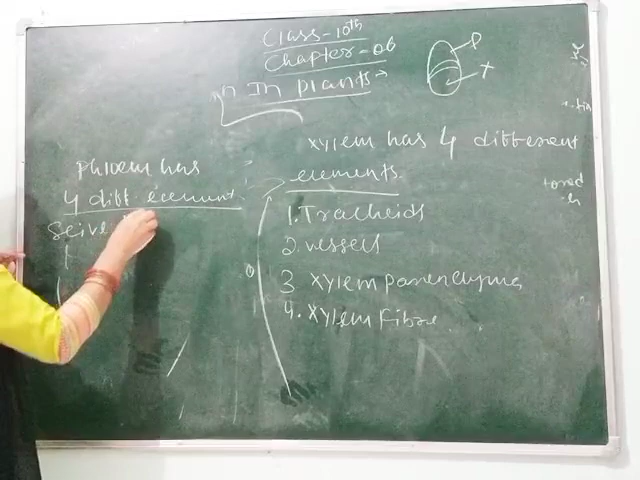 Class-10th
Chapter-06
In plants
P
x
xylem has 4 different
elements.
1. Tracheids
2. vessels
3 xylem parenchyma
4. xylem fibre
phloem has
4 diff. element
Seive